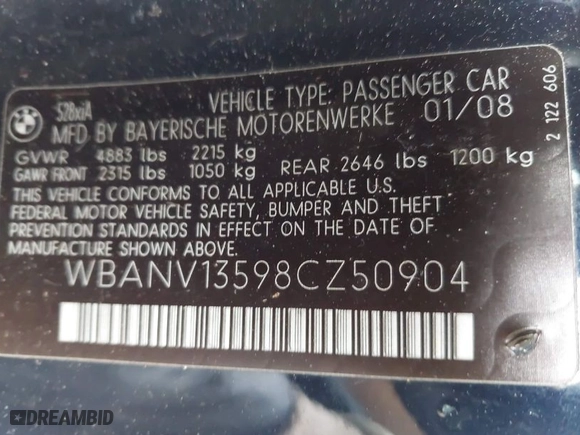 BMW
528xiA
VEHICLE TYPE: PASSENGER CAR
MFD BY BAYERISCHE MOTORENWERKE 01/08
GVWR 4883 lbs 2215 kg
GAWR FRONT 2315 lbs 1050 kg REAR 2646 lbs 1200 kg
THIS VEHICLE CONFORMS TO ALL APPLICABLE U.S.
FEDERAL MOTOR VEHICLE SAFETY, BUMPER AND THEFT
PREVENTION STANDARDS IN EFFECT ON THE DATE OF
MANUFACTURE SHOWN ABOVE.
WBANV13598CZ50904
2 122 606
DREAMBID